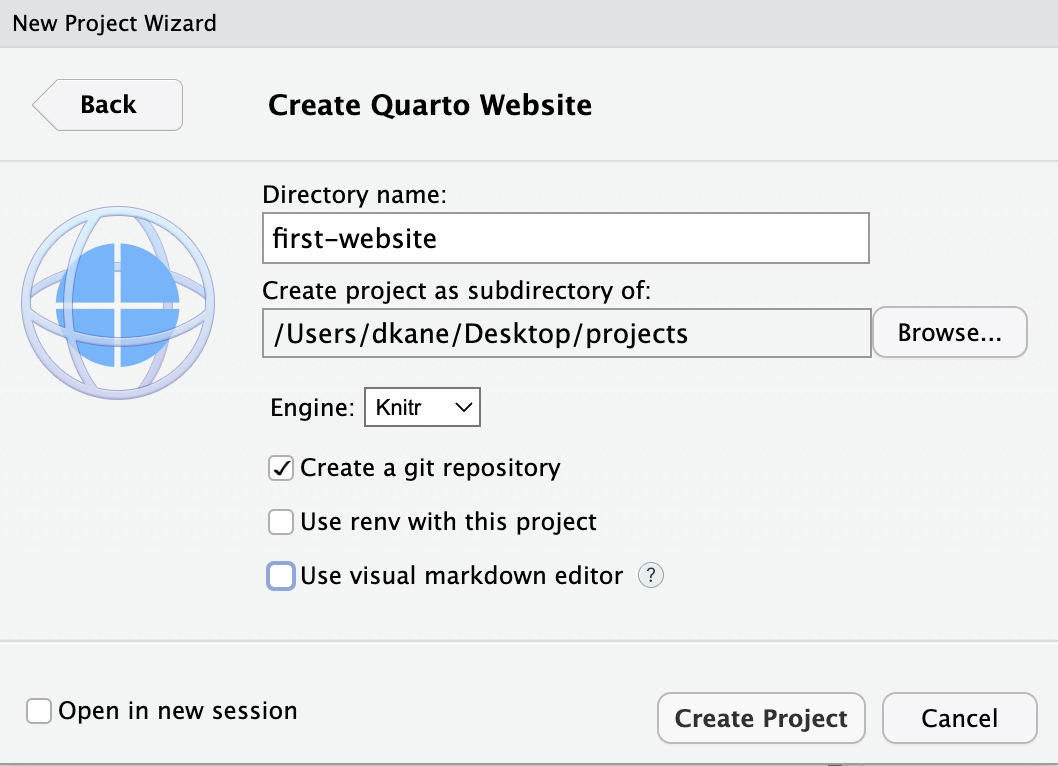 New Project Wizard
Back
Create Quarto Website
Directory name:
first-website
Create project as subdirectory of:
/Users/dkane/Desktop/projects
Browse...
Engine: Knitr
Create a git repository
Use renv with this project
Use visual markdown editor ?
Open in new session
Create Project
Cancel